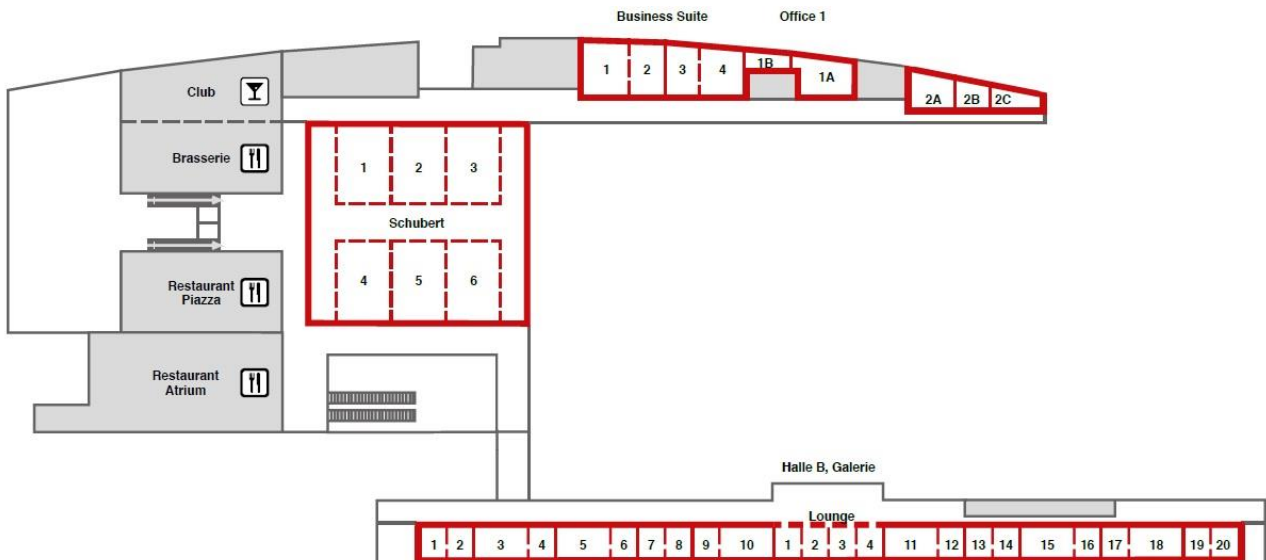 Business Suite
Office 1
1
2
3
4
1B
1A
2A
2B
2C
Club
Brasserie
1
2
3
Schubert
4
5
6
Restaurant
Piazza
Restaurant
Atrium
Halle B, Galerie
Lounge
1
2
3
4
5
6
7
8
9
10
1
2
3
4
11
12
13
14
15
16
17
18
19
20